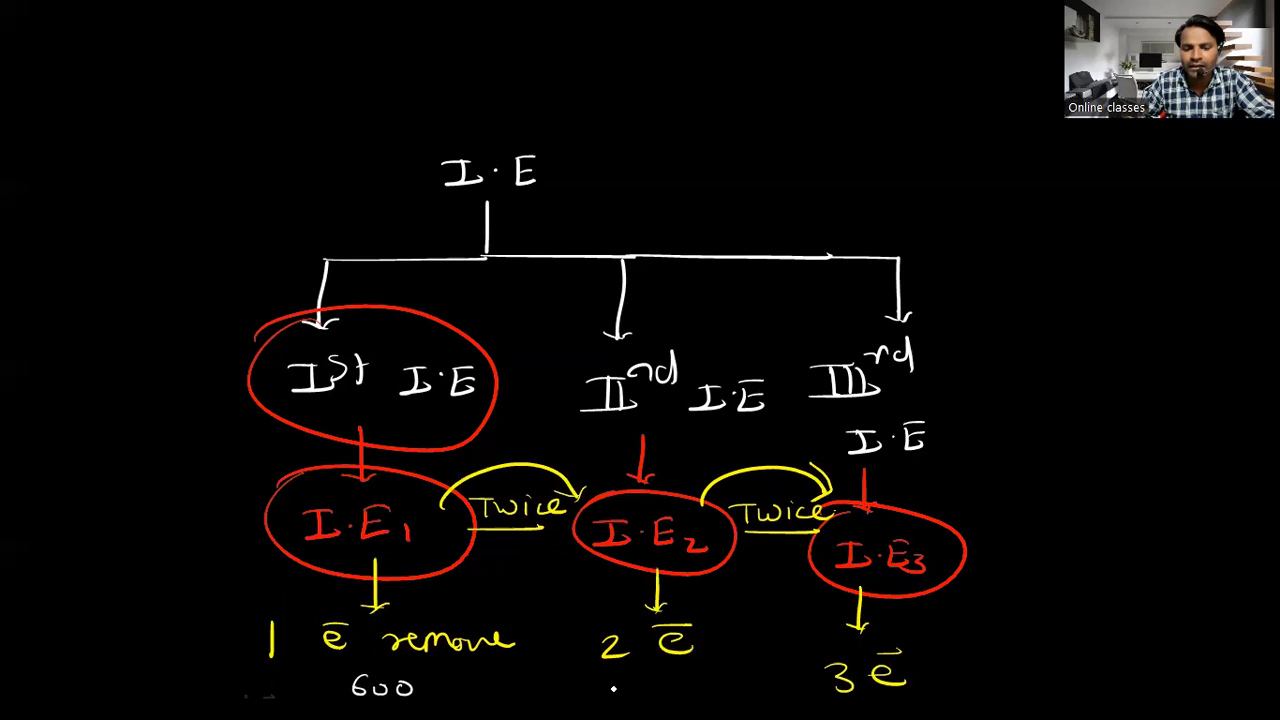 Online classes
I.E
Ist I.E
IInd I.E
IIIrd
I.E
Twice
Twice
I.E1
I.E2
I.E3
1 e̅ remove
2 e̅
3 e̅
600